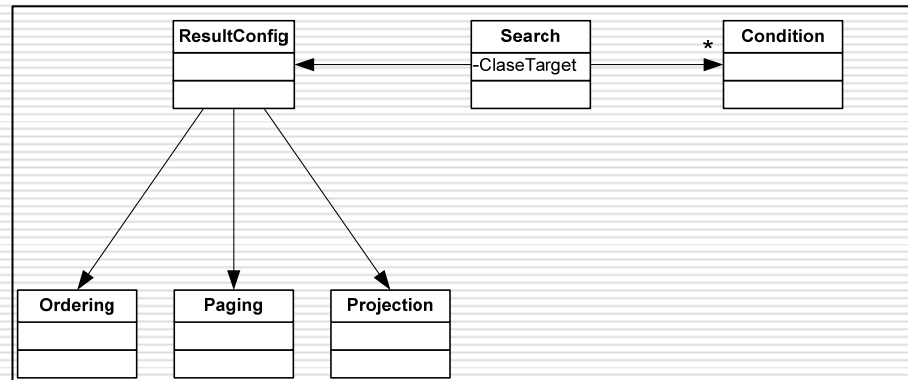 ResultConfig
Search
-ClaseTarget
*
Condition
Ordering
Paging
Projection